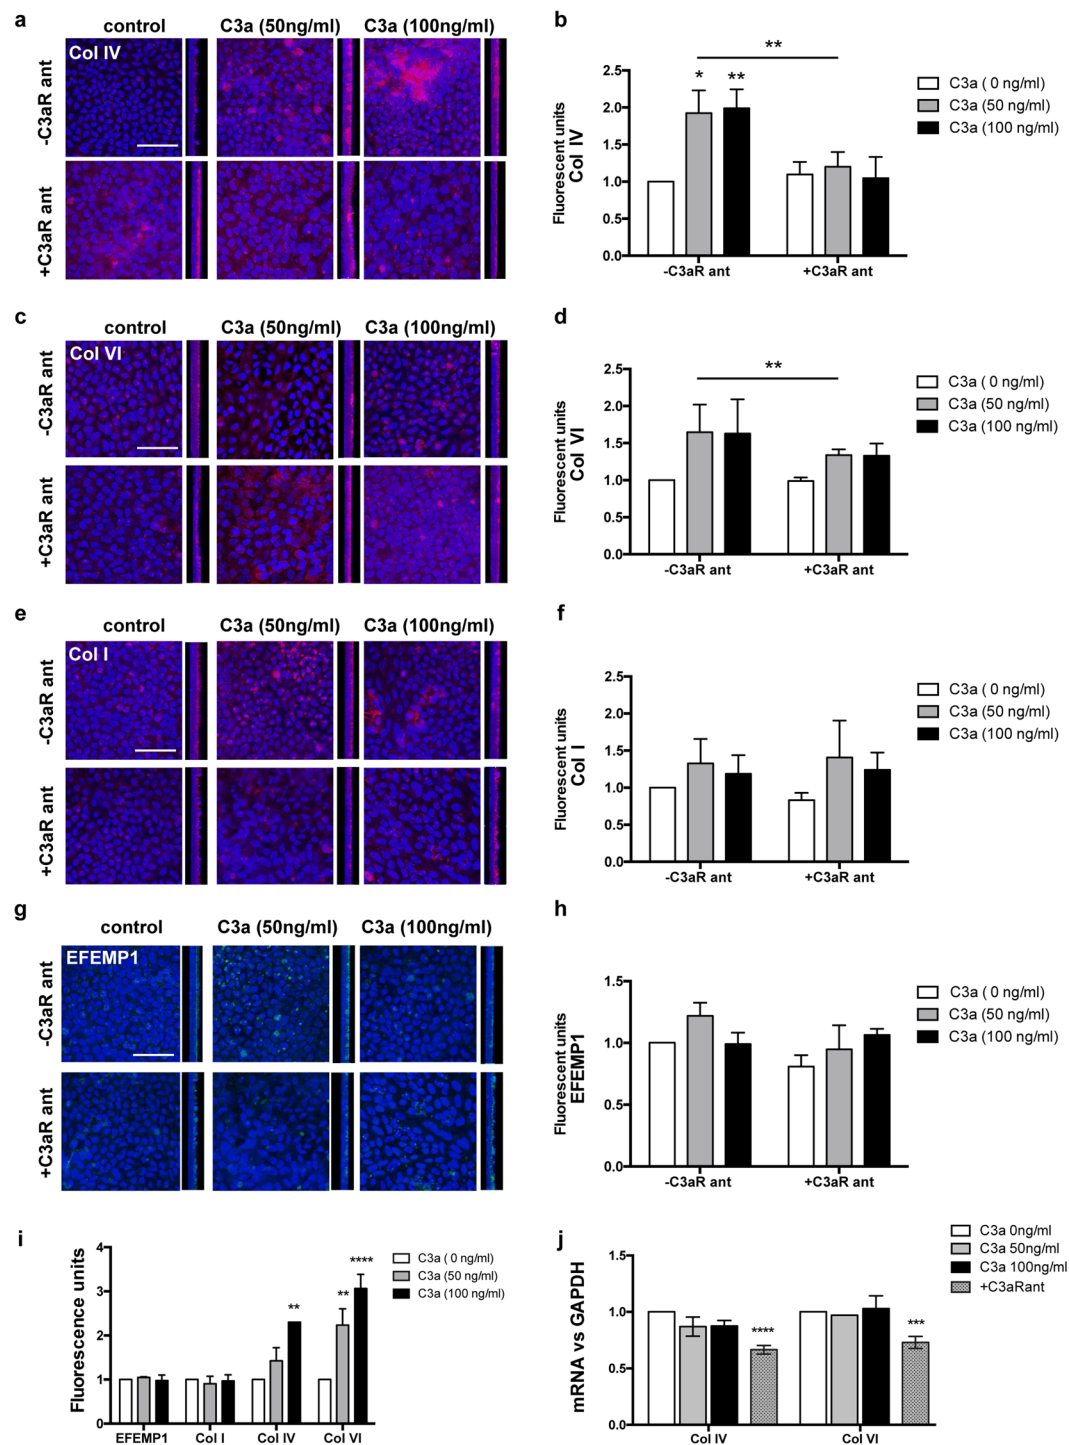 a
control
C3a (50ng/ml)
C3a (100ng/ml)
Col IV
-C3aR ant
+C3aR ant
b
**
* **
2.5
2.0
1.5
1.0
0.5
0.0
Fluorescent units
Col IV
-C3aR ant
+C3aR ant
C3a ( 0 ng/ml)
C3a (50 ng/ml)
C3a (100 ng/ml)
c
control
C3a (50ng/ml)
C3a (100ng/ml)
Col VI
-C3aR ant
+C3aR ant
d
**
2.5
2.0
1.5
1.0
0.5
0.0
Fluorescent units
Col VI
-C3aR ant
+C3aR ant
C3a ( 0 ng/ml)
C3a (50 ng/ml)
C3a (100 ng/ml)
e
control
C3a (50ng/ml)
C3a (100ng/ml)
Col I
-C3aR ant
+C3aR ant
f
2.5
2.0
1.5
1.0
0.5
0.0
Fluorescent units
Col I
-C3aR ant
+C3aR ant
C3a ( 0 ng/ml)
C3a (50 ng/ml)
C3a (100 ng/ml)
g
control
C3a (50ng/ml)
C3a (100ng/ml)
EFEMP1
-C3aR ant
+C3aR ant
h
1.5
1.0
0.5
0.0
Fluorescent units
EFEMP1
-C3aR ant
+C3aR ant
C3a ( 0 ng/ml)
C3a (50 ng/ml)
C3a (100 ng/ml)
i
4
3
2
1
0
Fluorescence units
**
**
****
EFEMP1
Col I
Col IV
Col VI
C3a ( 0 ng/ml)
C3a (50 ng/ml)
C3a (100 ng/ml)
j
1.5
1.0
0.5
0.0
mRNA vs GAPDH
****
***
Col IV
Col VI
C3a 0ng/ml
C3a 50ng/ml
C3a 100ng/ml
+C3aRant